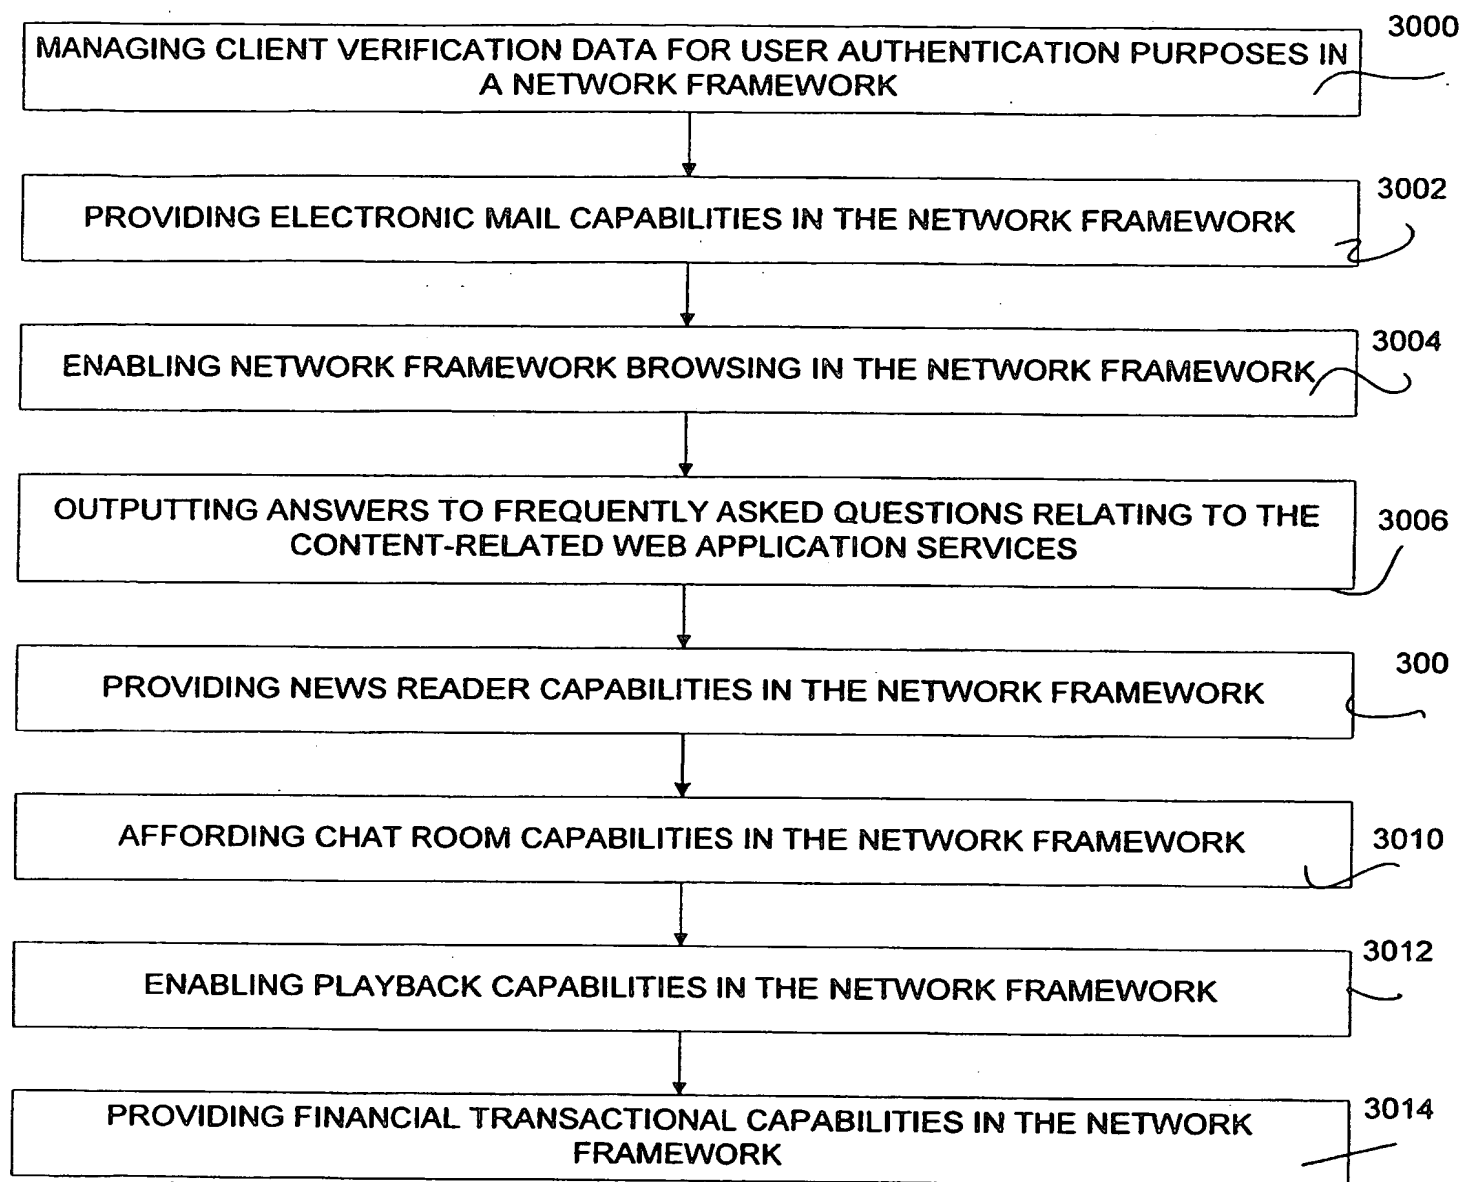 3000
MANAGING CLIENT VERIFICATION DATA FOR USER AUTHENTICATION PURPOSES IN
A NETWORK FRAMEWORK
3002
PROVIDING ELECTRONIC MAIL CAPABILITIES IN THE NETWORK FRAMEWORK
3004
ENABLING NETWORK FRAMEWORK BROWSING IN THE NETWORK FRAMEWORK
OUTPUTTING ANSWERS TO FREQUENTLY ASKED QUESTIONS RELATING TO THE
3006
CONTENT-RELATED WEB APPLICATION SERVICES
300
PROVIDING NEWS READER CAPABILITIES IN THE NETWORK FRAMEWORK
AFFORDING CHAT ROOM CAPABILITIES IN THE NETWORK FRAMEWORK
3010
3012
ENABLING PLAYBACK CAPABILITIES IN THE NETWORK FRAMEWORK
3014
PROVIDING FINANCIAL TRANSACTIONAL CAPABILITIES IN THE NETWORK
FRAMEWORK